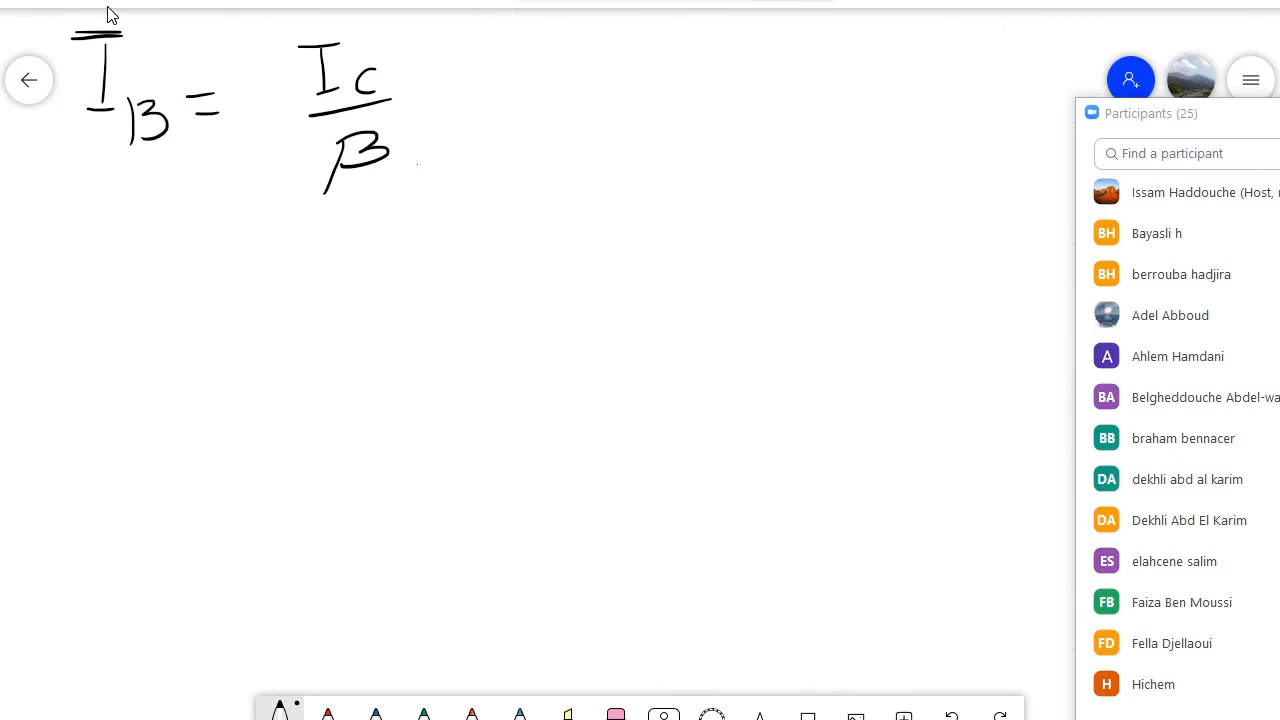 I_B = I_C / β
Participants (25)
Find a participant
Issam Haddouche (Host,
BH Bayasli h
BH berrouba hadjira
Adel Abboud
A Ahlem Hamdani
BA Belgheddouche Abdel-wa
BB braham bennacer
DA dekhli abd al karim
DA Dekhli Abd El Karim
ES elahcene salim
FB Faiza Ben Moussi
FD Fella Djellaoui
H Hichem